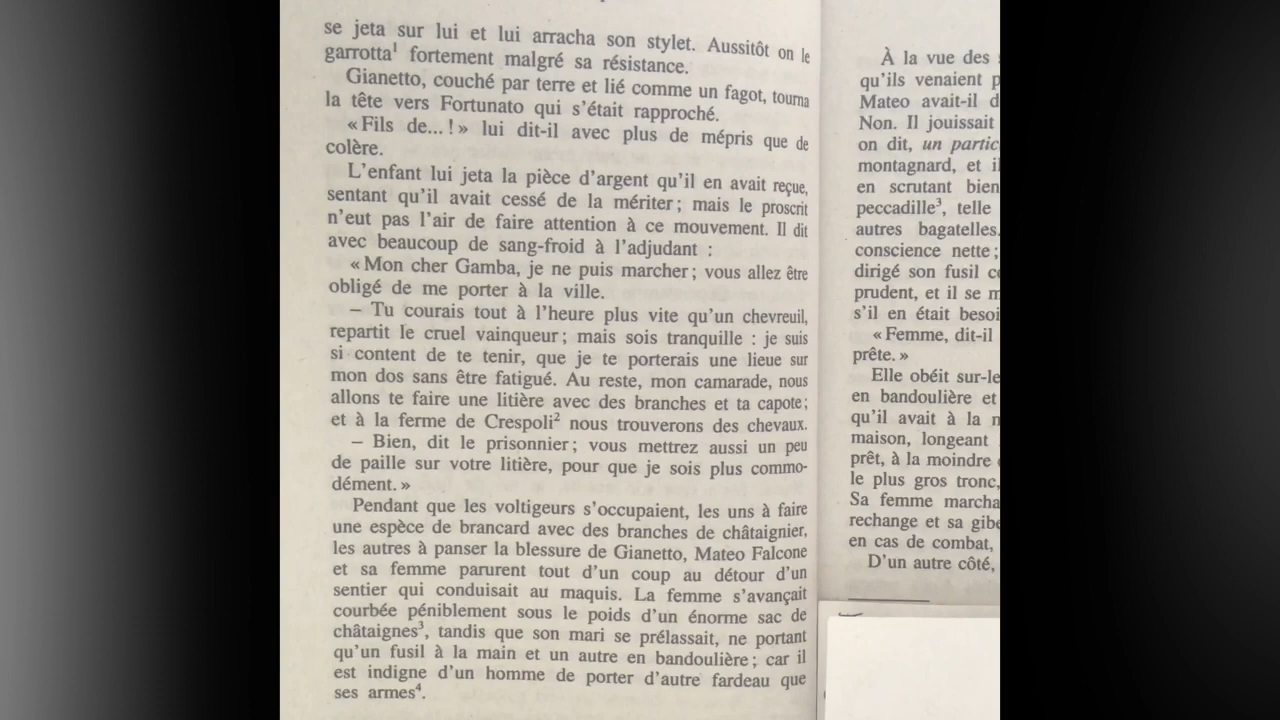 se jeta sur lui et lui arracha son stylet. Aussitôt on le
garrotta¹ fortement malgré sa résistance.
Gianetto, couché par terre et lié comme un fagot, tourna
la tête vers Fortunato qui s'était rapproché.
« Fils de... ! » lui dit-il avec plus de mépris que de
colère.
L'enfant lui jeta la pièce d'argent qu'il en avait reçue,
sentant qu'il avait cessé de la mériter ; mais le proscrit
n'eut pas l'air de faire attention à ce mouvement. Il dit
avec beaucoup de sang-froid à l'adjudant :
« Mon cher Gamba, je ne puis marcher ; vous allez être
obligé de me porter à la ville.
– Tu courais tout à l'heure plus vite qu'un chevreuil,
repartit le cruel vainqueur ; mais sois tranquille : je suis
si content de te tenir, que je te porterais une lieue sur
mon dos sans être fatigué. Au reste, mon camarade, nous
allons te faire une litière avec des branches et ta capote ;
et à la ferme de Crespoli² nous trouverons des chevaux.
– Bien, dit le prisonnier ; vous mettrez aussi un peu
de paille sur votre litière, pour que je sois plus commo-
dément. »
Pendant que les voltigeurs s'occupaient, les uns à faire
une espèce de brancard avec des branches de châtaignier,
les autres à panser la blessure de Gianetto, Mateo Falcone
et sa femme parurent tout d'un coup au détour d'un
sentier qui conduisait au maquis. La femme s'avançait
courbée péniblement sous le poids d'un énorme sac de
châtaignes³, tandis que son mari se prélassait, ne portant
qu'un fusil à la main et un autre en bandoulière ; car il
est indigne d'un homme de porter d'autre fardeau que
ses armes⁴.
À la vue des
qu'ils venaient
Mateo avait-il
Non. Il jouissait
on dit, un
montagnard, et
en scrutant bien
peccadille³, telle
autres bagatelles.
conscience nette ;
dirigé son fusil
prudent, et il se
s'il en était
« Femme, dit-il
prête. »
Elle obéit
en bandoulière et
qu'il avait à la
maison, longeant
prêt, à la moindre
le plus gros tronc,
Sa femme
rechange et sa
en cas de combat,
D'un autre côté,